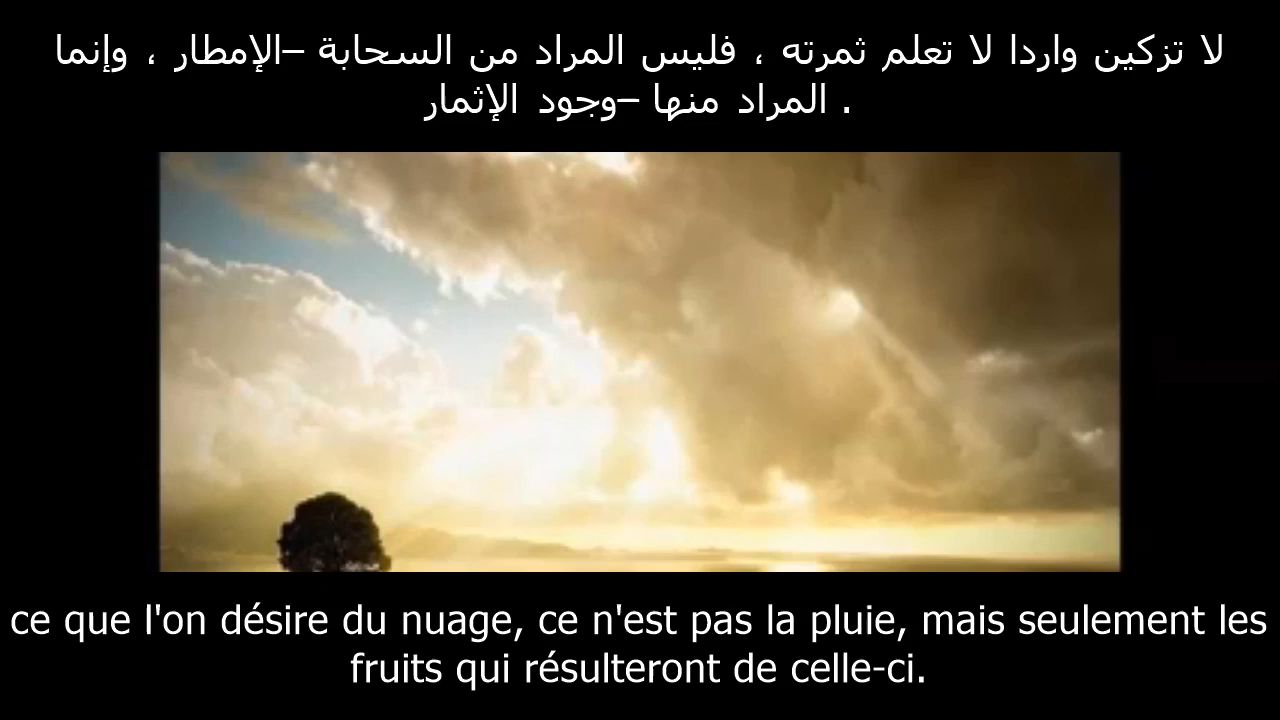 لا تزكين واردا لا تعلم ثمرته ، فليس المراد من السحابة –الإمطار ، وإنما
المراد منها –وجود الإثمار .
ce que l'on désire du nuage, ce n'est pas la pluie, mais seulement les
fruits qui résulteront de celle-ci.